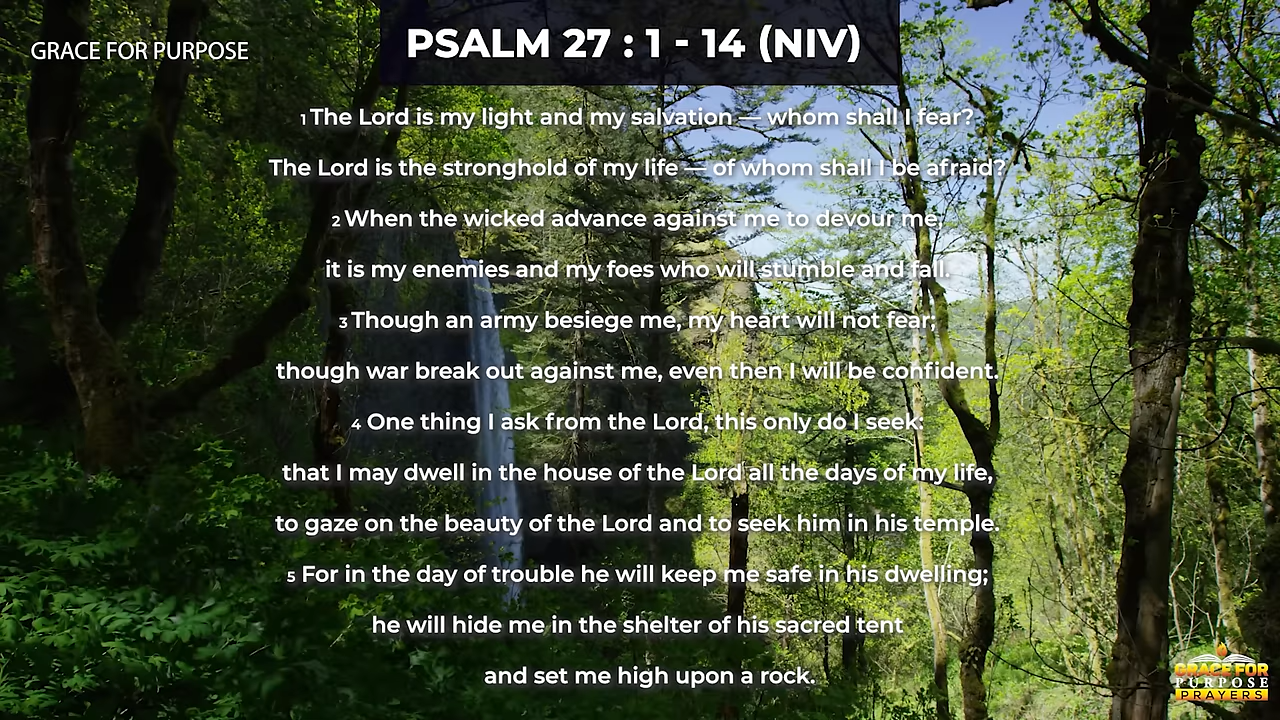 GRACE FOR PURPOSE
PSALM 27 : 1 - 14 (NIV)
1 The Lord is my light and my salvation — whom shall I fear?
The Lord is the stronghold of my life — of whom shall I be afraid?
2 When the wicked advance against me to devour me,
it is my enemies and my foes who will stumble and fall.
3 Though an army besiege me, my heart will not fear;
though war break out against me, even then I will be confident.
4 One thing I ask from the Lord, this only do I seek:
that I may dwell in the house of the Lord all the days of my life,
to gaze on the beauty of the Lord and to seek him in his temple.
5 For in the day of trouble he will keep me safe in his dwelling;
he will hide me in the shelter of his sacred tent
and set me high upon a rock.
GRACE FOR
PURPOSE
PRAYERS